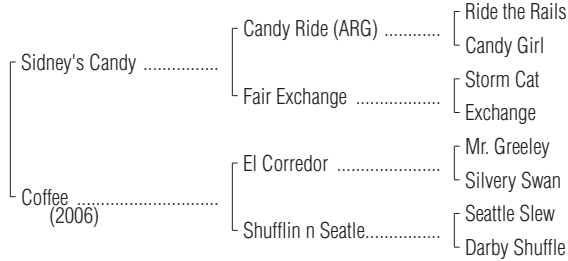 Ride the Rails
Candy Ride (ARG) ............
Candy Girl
Sidney's Candy ................
Storm Cat
Fair Exchange ..................
Exchange
Mr. Greeley
El Corredor ......................
Silvery Swan
Coffee ..............................
(2006)
Seattle Slew
Shufflin n Seatle................
Darby Shuffle